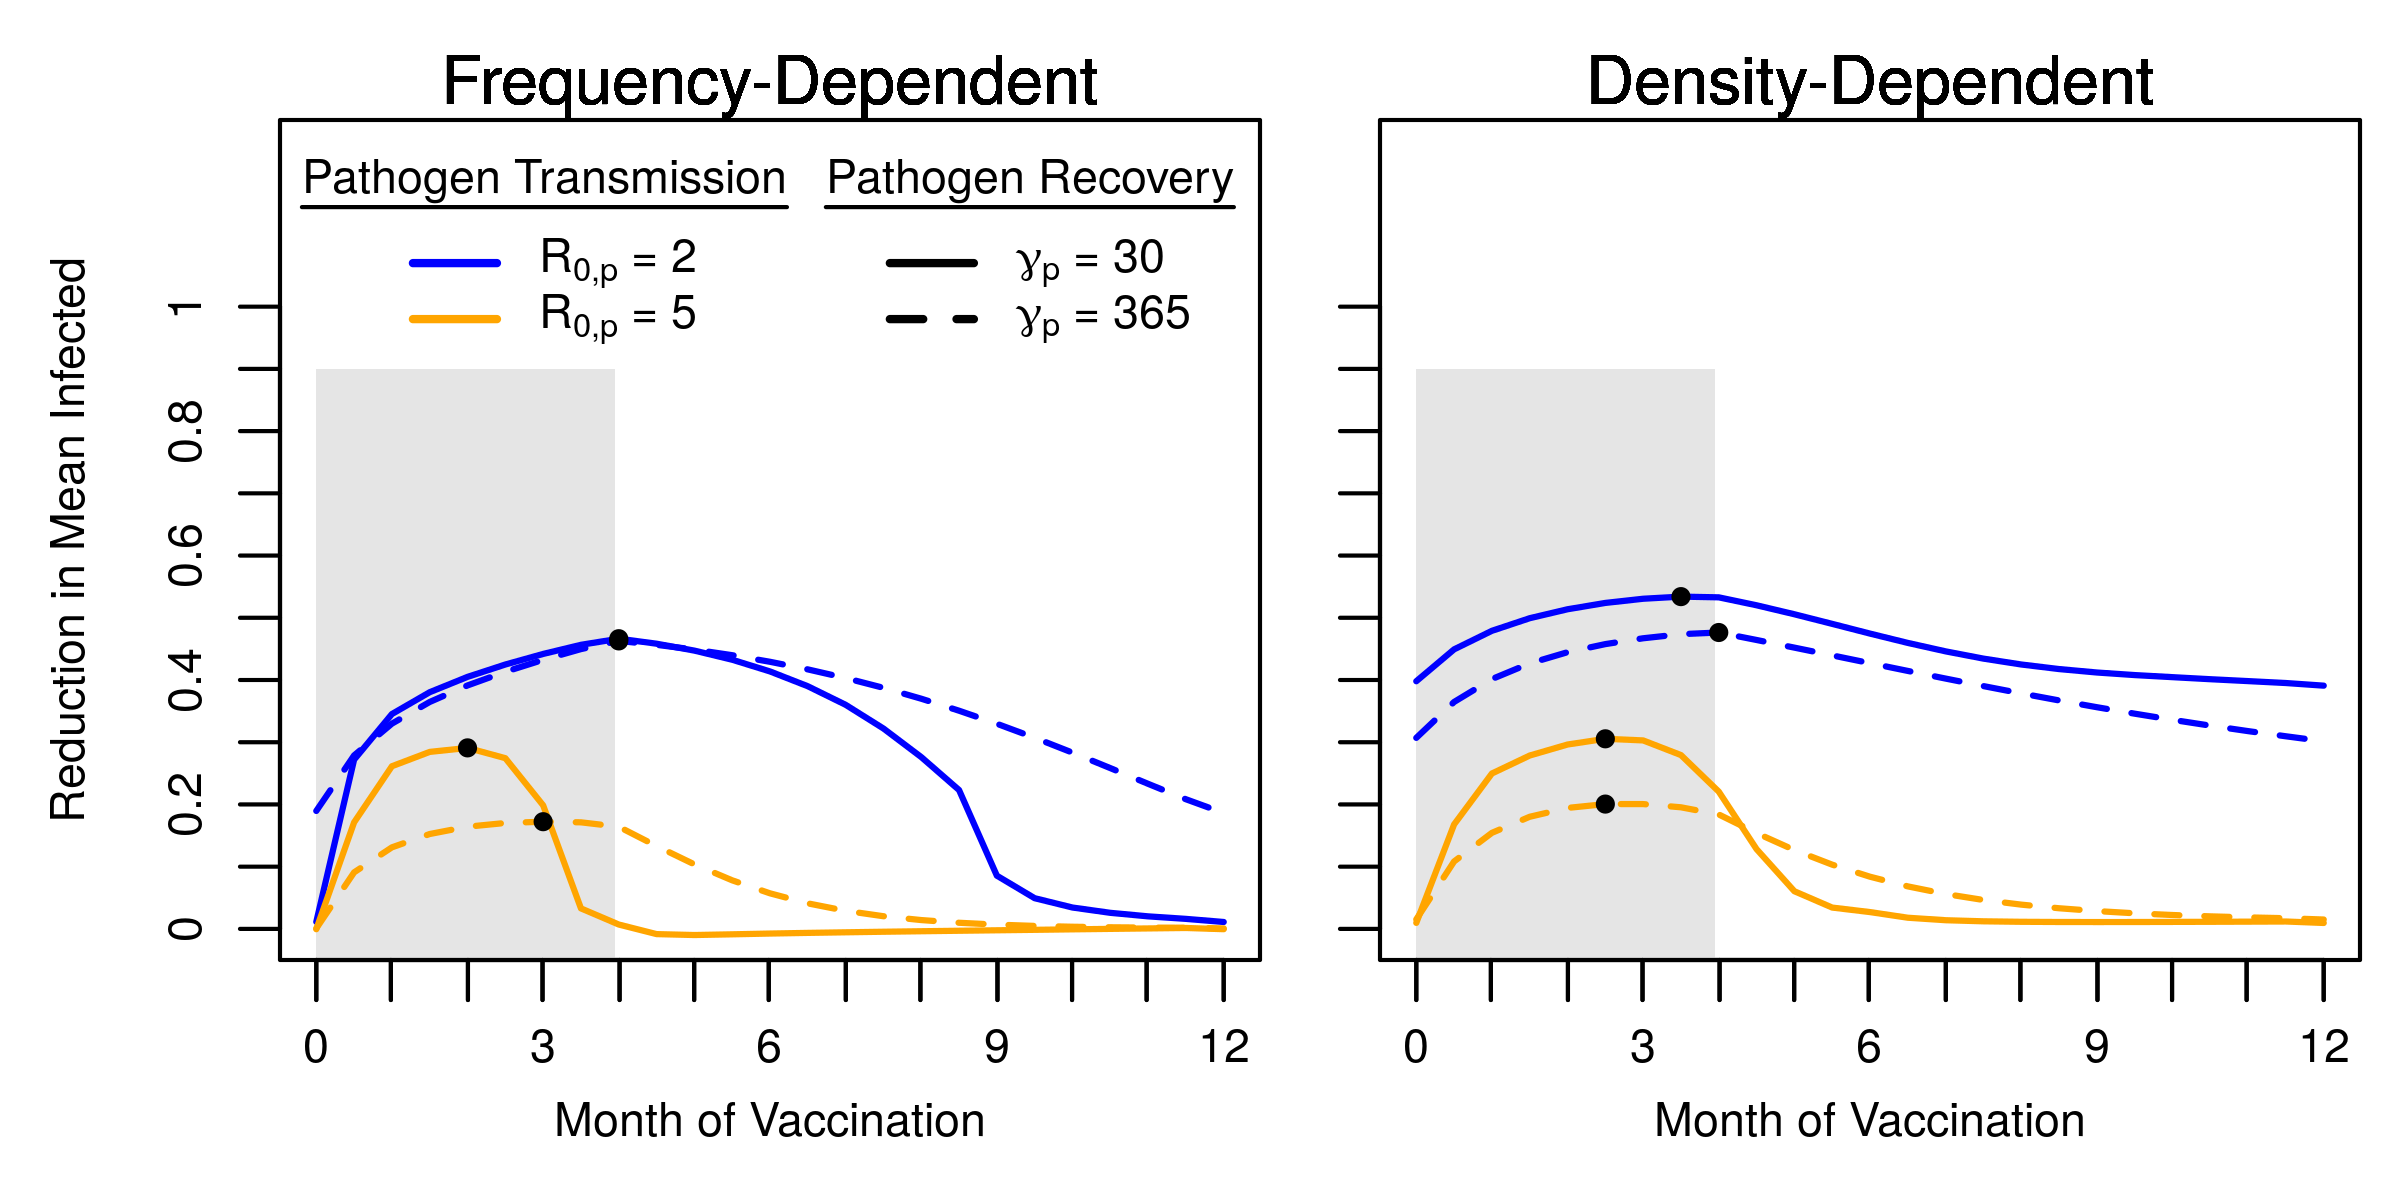 Frequency-Dependent
Density-Dependent
Pathogen Transmission
Pathogen Recovery
R0,p = 2
R0,p = 5
γp = 30
γp = 365
Reduction in Mean Infected
1
0.8
0.6
0.4
0.2
0
0 3 6 9 12
0 3 6 9 12
Month of Vaccination
Month of Vaccination